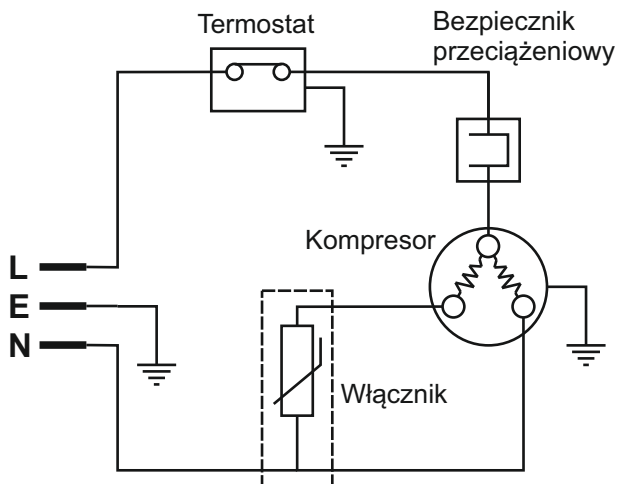 Termostat
Bezpiecznik
przeciążeniowy
Kompresor
L
E
N
Włącznik